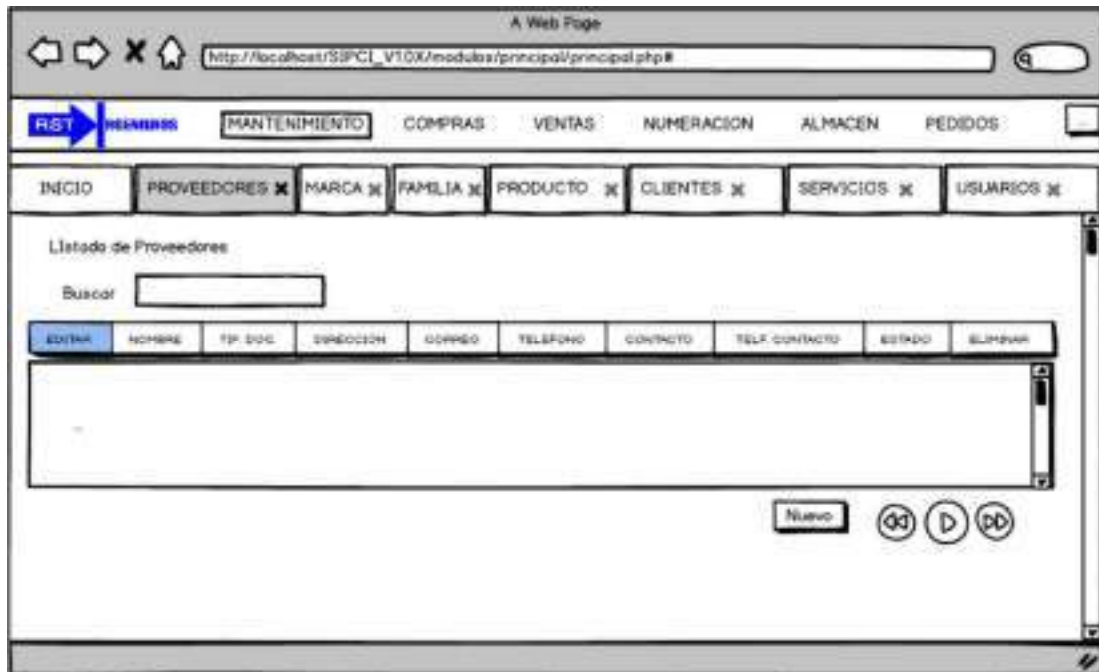 A Web Page
http://localhost/SIPCI_V10X/modulos/principal/principal.php#
RST INGENIEROS MANTENIMIENTO COMPRAS VENTAS NUMERACION ALMACEN PEDIDOS
INICIO PROVEEDORES MARCA FAMILIA PRODUCTO CLIENTES SERVICIOS USUARIOS
LIstado de Proveedores
Buscar
EDITAR NOMBRE TIP. DOC. DIRECCION CORREO TELEFONO CONTACTO TELF. CONTACTO ESTADO ELIMINAR
Nuevo